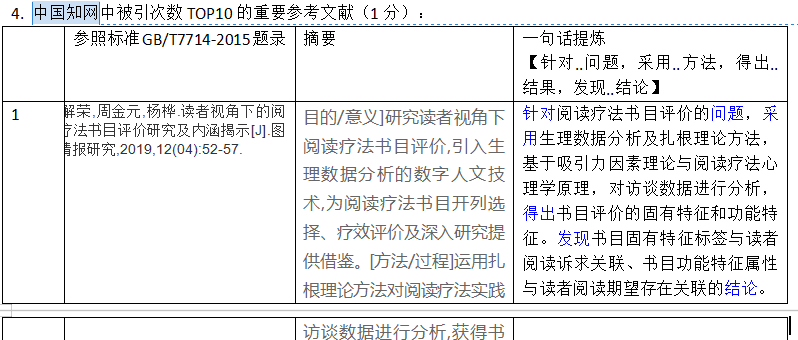 4. 中国知网中被引次数 TOP10 的重要参考文献（1 分）：
参照标准 GB/T7714-2015 题录
摘要
一句话提炼
【针对..问题，采用..方法，得出..
结果，发现..结论】
1
解荣,周金元,杨桦.读者视角下的阅
疗法书目评价研究及内涵揭示[J].图
情报研究,2019,12(04):52-57.
目的/意义]研究读者视角下
阅读疗法书目评价,引入生
理数据分析的数字人文技
术,为阅读疗法书目开列选
择、疗效评价及深入研究提
供借鉴。[方法/过程]运用扎
根理论方法对阅读疗法实践
针对阅读疗法书目评价的问题，采
用生理数据分析及扎根理论方法，
基于吸引力因素理论与阅读疗法心
理学原理，对访谈数据进行分析，
得出书目评价的固有特征和功能特
征。发现书目固有特征标签与读者
阅读诉求关联、书目功能特征属性
与读者阅读期望存在关联的结论。
访谈数据进行分析,获得书